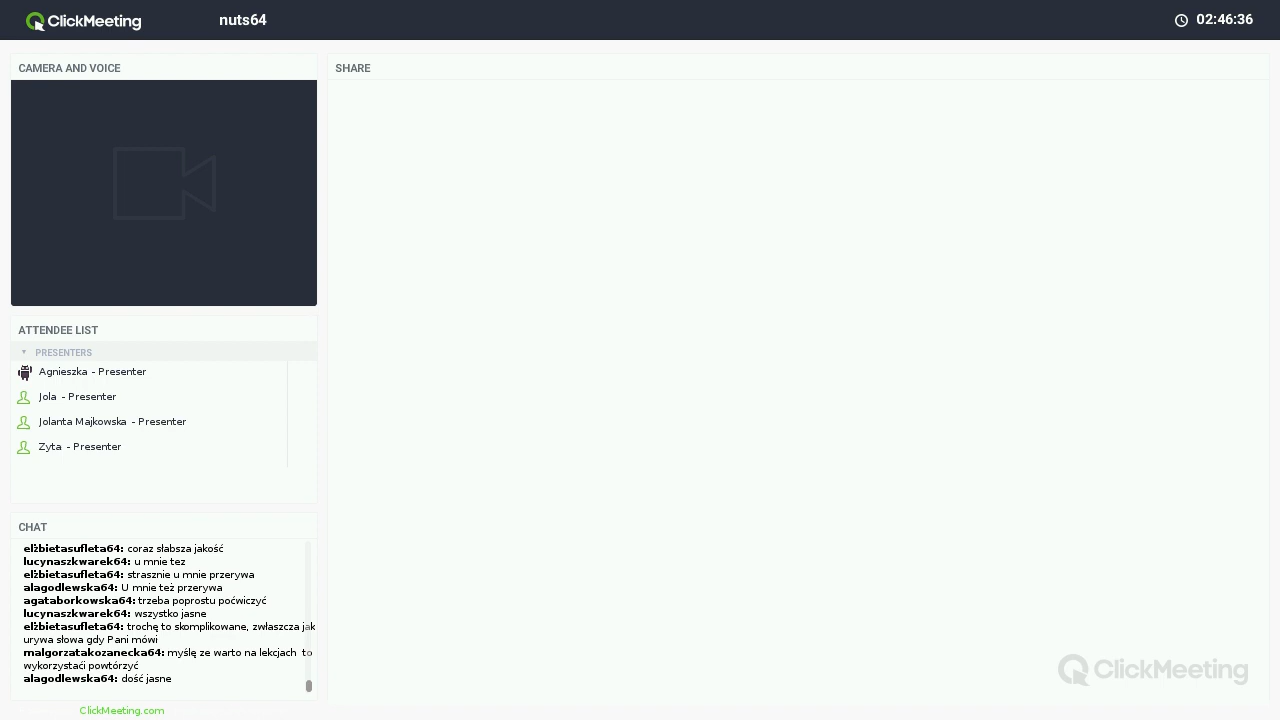 ClickMeeting
nuts64
02:46:36
CAMERA AND VOICE
SHARE
ATTENDEE LIST
PRESENTERS
Agnieszka - Presenter
Jola - Presenter
Jolanta Majkowska - Presenter
Zyta - Presenter
CHAT
elżbietasufleta64: coraz słabsza jakość
lucynaszkwarek64: u mnie tez
elżbietasufleta64: strasznie u mnie przerywa
alagodlewska64: U mnie też przerywa
agataborkowska64: trzeba poprostu poćwiczyć
lucynaszkwarek64: wszystko jasne
elżbietasufleta64: trochę to skomplikowane, zwłaszcza jak
urywa słowa gdy Pani mówi
malgorzatakozanecka64: myślę ze warto na lekcjach to
wykorzystaći powtórzyć
alagodlewska64: dość jasne
ClickMeeting
ClickMeeting.com